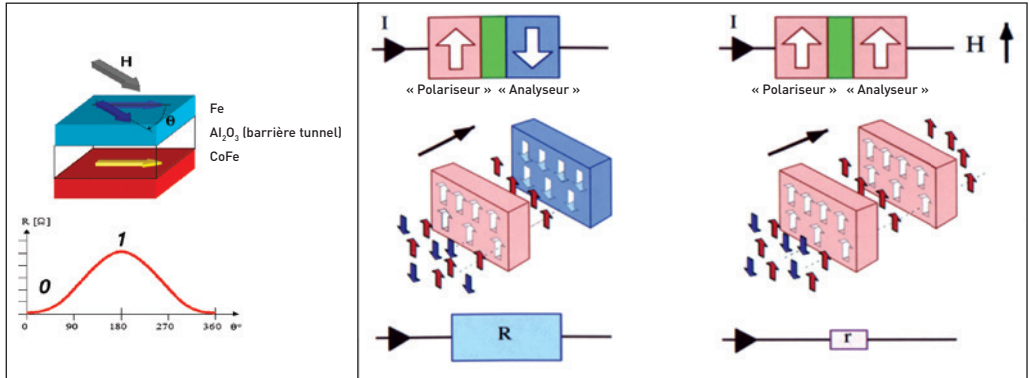 H
θ
Fe
Al₂O₃ (barrière tunnel)
CoFe
R [Ω]
1
0
0 90 180 270 360 θ°
I
« Polariseur » « Analyseur »
R
I
H
« Polariseur » « Analyseur »
r